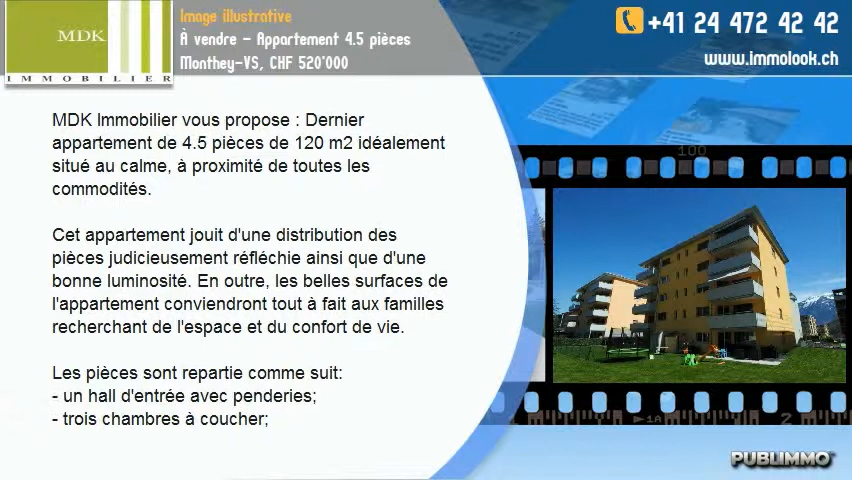 MDK
IMMOBILIER
Image illustrative
À vendre - Appartement 4.5 pièces
Monthey-VS, CHF 520'000
+41 24 472 42 42
www.immolook.ch
MDK Immobilier vous propose : Dernier
appartement de 4.5 pièces de 120 m2 idéalement
situé au calme, à proximité de toutes les
commodités.
Cet appartement jouit d'une distribution des
pièces judicieusement réfléchie ainsi que d'une
bonne luminosité. En outre, les belles surfaces de
l'appartement conviendront tout à fait aux familles
recherchant de l'espace et du confort de vie.
Les pièces sont repartie comme suit:
- un hall d'entrée avec penderies;
- trois chambres à coucher;
100
1
1A
2
PUBLIMMO